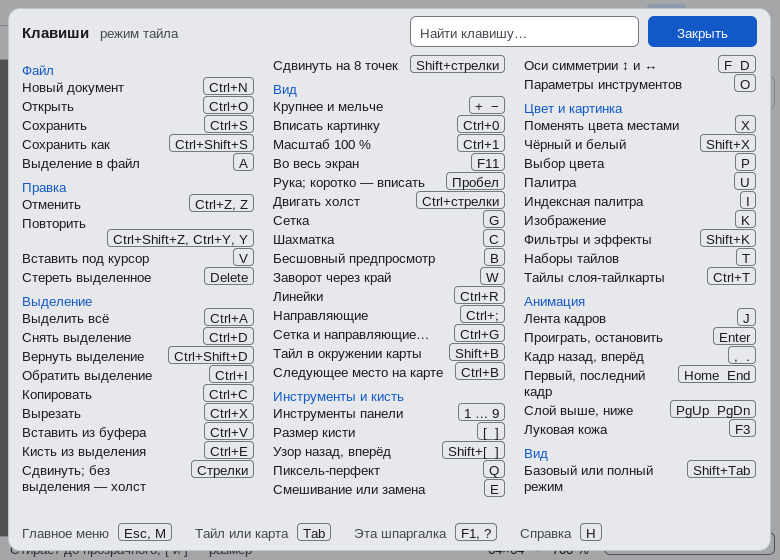 Клавиши режим тайла
Найти клавишу…
Закрыть
Файл
Новый документ Ctrl+N
Открыть Ctrl+O
Сохранить Ctrl+S
Сохранить как Ctrl+Shift+S
Выделение в файл A
Правка
Отменить Ctrl+Z, Z
Повторить
Ctrl+Shift+Z, Ctrl+Y, Y
Вставить под курсор V
Стереть выделенное Delete
Выделение
Выделить всё Ctrl+A
Снять выделение Ctrl+D
Вернуть выделение Ctrl+Shift+D
Обратить выделение Ctrl+I
Копировать Ctrl+C
Вырезать Ctrl+X
Вставить из буфера Ctrl+V
Кисть из выделения Ctrl+E
Сдвинуть; без Стрелки
выделения — холст
Сдвинуть на 8 точек Shift+стрелки
Вид
Крупнее и мельче + −
Вписать картинку Ctrl+0
Масштаб 100 % Ctrl+1
Во весь экран F11
Рука; коротко — вписать Пробел
Двигать холст Ctrl+стрелки
Сетка G
Шахматка C
Бесшовный предпросмотр B
Заворот через край W
Линейки Ctrl+R
Направляющие Ctrl+;
Сетка и направляющие… Ctrl+G
Тайл в окружении карты Shift+B
Следующее место на карте Ctrl+B
Инструменты и кисть
Инструменты панели 1 … 9
Размер кисти [ ]
Узор назад, вперёд Shift+[ ]
Пиксель-перфект Q
Смешивание или замена E
Оси симметрии ↕ и ↔ F D
Параметры инструментов O
Цвет и картинка
Поменять цвета местами X
Чёрный и белый Shift+X
Выбор цвета P
Палитра U
Индексная палитра I
Изображение K
Фильтры и эффекты Shift+K
Наборы тайлов T
Тайлы слоя-тайлкарты Ctrl+T
Анимация
Лента кадров J
Проиграть, остановить Enter
Кадр назад, вперёд , .
Первый, последний Home End
кадр
Слой выше, ниже PgUp PgDn
Луковая кожа F3
Вид
Базовый или полный Shift+Tab
режим
Главное меню Esc, M Тайл или карта Tab Эта шпаргалка F1, ? Справка H